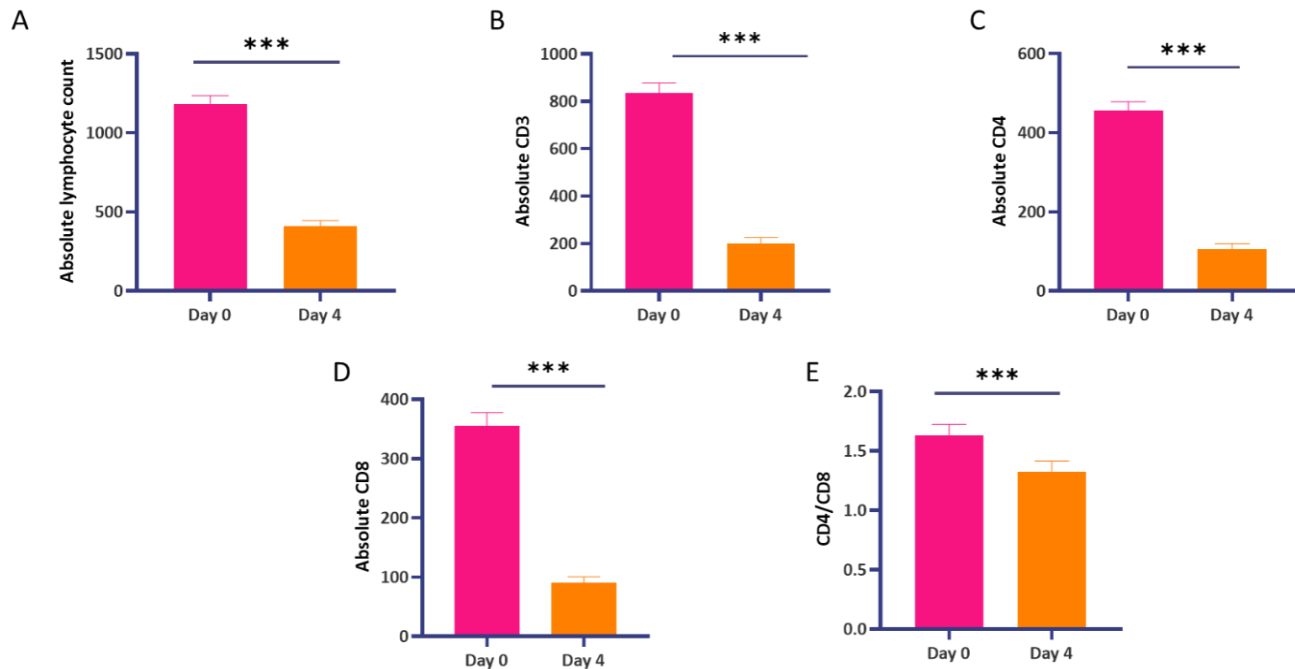 A
Absolute lymphocyte count
1500
1000
500
0
***
Day 0 Day 4
B
Absolute CD3
1000
800
600
400
200
0
***
Day 0 Day 4
C
Absolute CD4
600
400
200
0
***
Day 0 Day 4
D
Absolute CD8
400
300
200
100
0
***
Day 0 Day 4
E
CD4/CD8
2.0
1.5
1.0
0.5
0.0
***
Day 0 Day 4